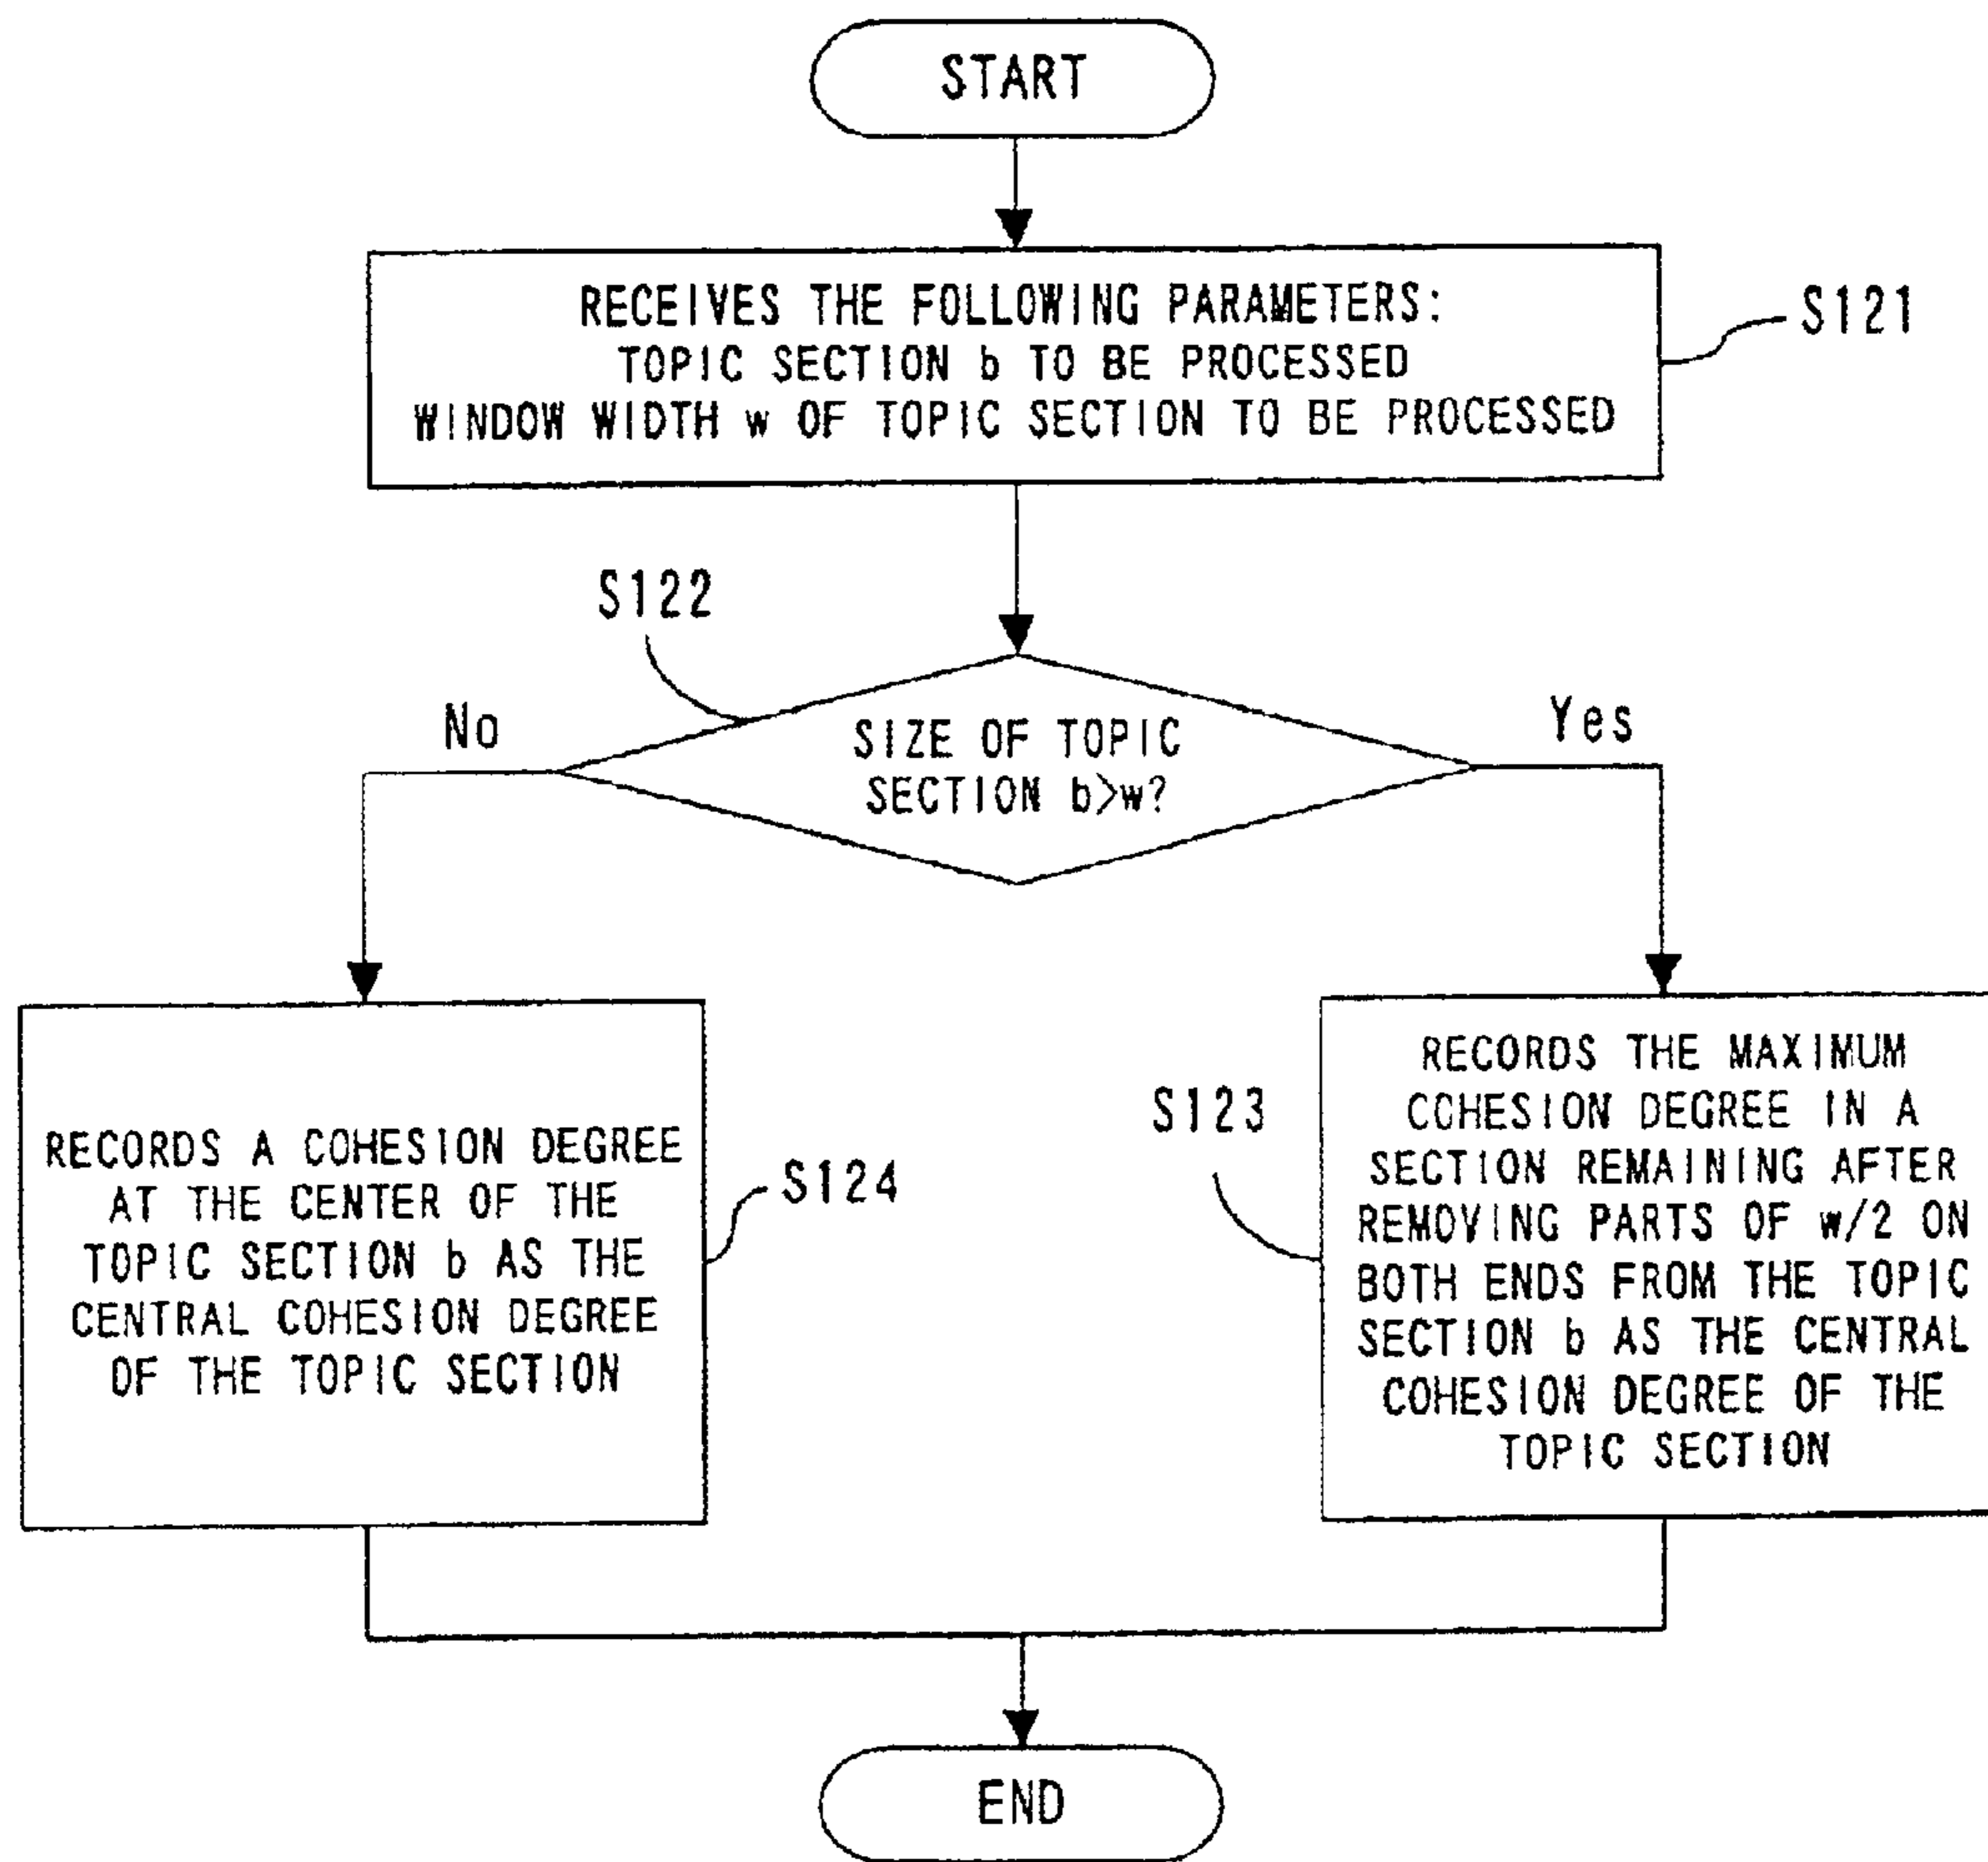 START
RECEIVES THE FOLLOWING PARAMETERS:
TOPIC SECTION b TO BE PROCESSED
WINDOW WIDTH w OF TOPIC SECTION TO BE PROCESSED
S121
S122
No
SIZE OF TOPIC
SECTION b>w?
Yes
RECORDS A COHESION DEGREE
AT THE CENTER OF THE
TOPIC SECTION b AS THE
CENTRAL COHESION DEGREE
OF THE TOPIC SECTION
S124
S123
RECORDS THE MAXIMUM
COHESION DEGREE IN A
SECTION REMAINING AFTER
REMOVING PARTS OF w/2 ON
BOTH ENDS FROM THE TOPIC
SECTION b AS THE CENTRAL
COHESION DEGREE OF THE
TOPIC SECTION
END